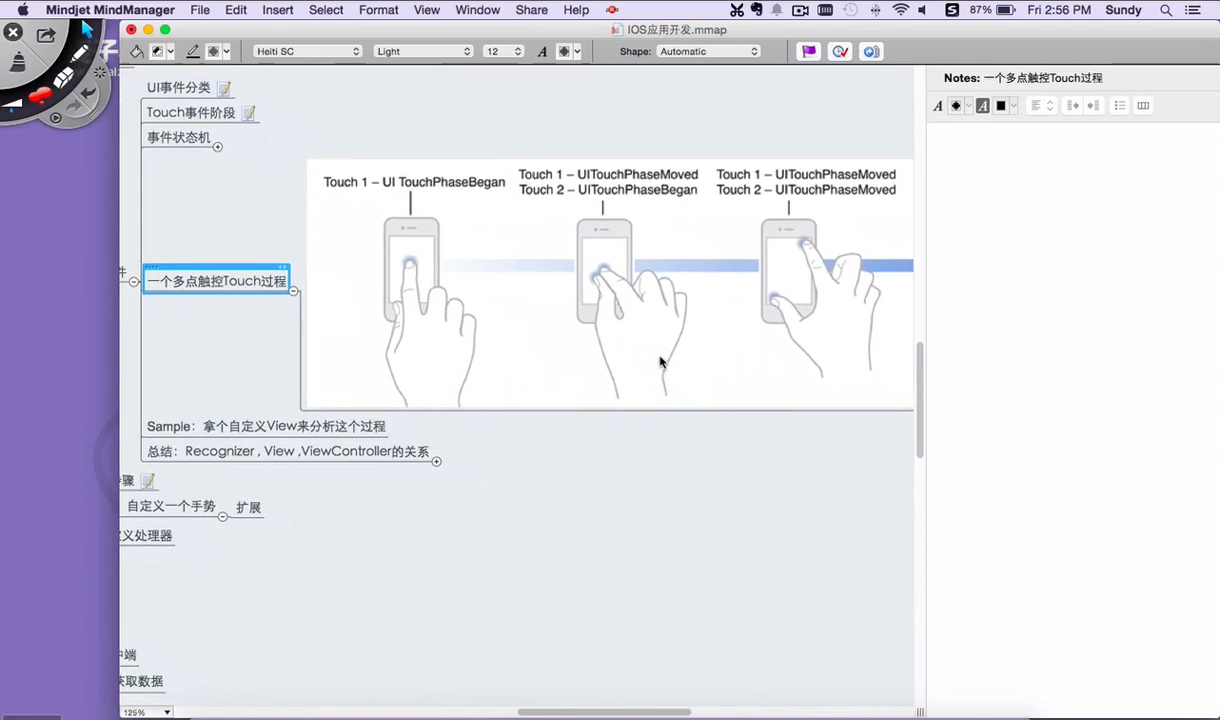 Mindjet MindManager File Edit Insert Select Format View Window Share Help 87% Fri 2:56 PM Sundy
IOS应用开发.mmap
Heiti SC Light 12 A Shape: Automatic
Notes: 一个多点触控Touch过程
UI事件分类
Touch事件阶段
事件状态机
Touch 1 – UI TouchPhaseBegan
Touch 1 – UITouchPhaseMoved
Touch 2 – UITouchPhaseBegan
Touch 1 – UITouchPhaseMoved
Touch 2 – UITouchPhaseMoved
件
一个多点触控Touch过程
Sample：拿个自定义View来分析这个过程
总结：Recognizer , View ,ViewController的关系
步骤
自定义一个手势 扩展
定义处理器
户端
获取数据
125%